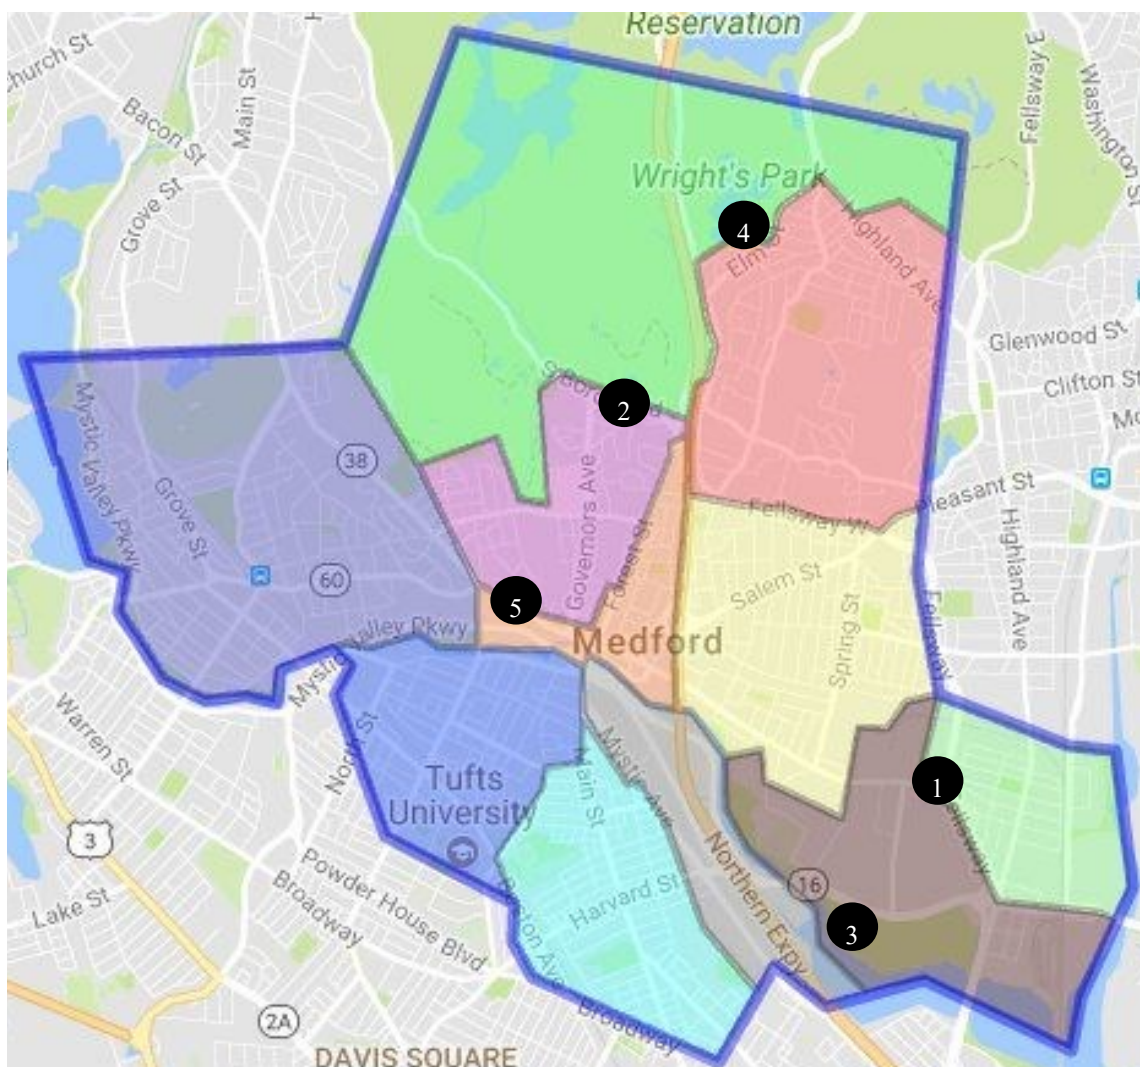 Reservation
Church St
Bacon St
Main St
Fellsway
3
Washington St
Grove St
Wright's Park
4
Elm St
Highland Ave
Glenwood St
Clifton St
2
Mystic Valley Pkwy
38
Grove St
Governors Ave
Forest St
Fellsway W
Pleasant St
Highland Ave
60
Salem St
Spring St
Fellsway
5
Mystic Valley Pkwy
Medford
Warren St
North St
Tufts
University
Main St
Mystic Ave
1
Fellsway
3
Powder House Blvd
Broadway
Lake St
Boston Ave
Harvard St
Northern Expy
16
3
2A
Broadway
DAVIS SQUARE